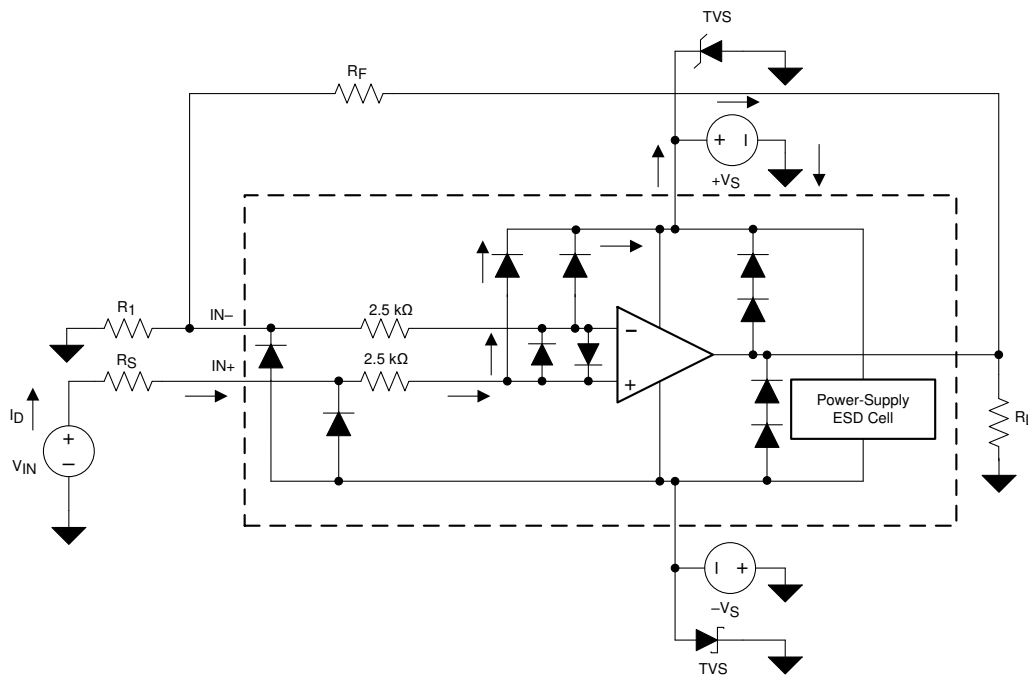 TVS
RF
+ –
+VS
R1
IN–
2.5 kΩ
RS
IN+
2.5 kΩ
–
+
ID
+
–
VIN
Power-Supply
ESD Cell
– +
–VS
TVS